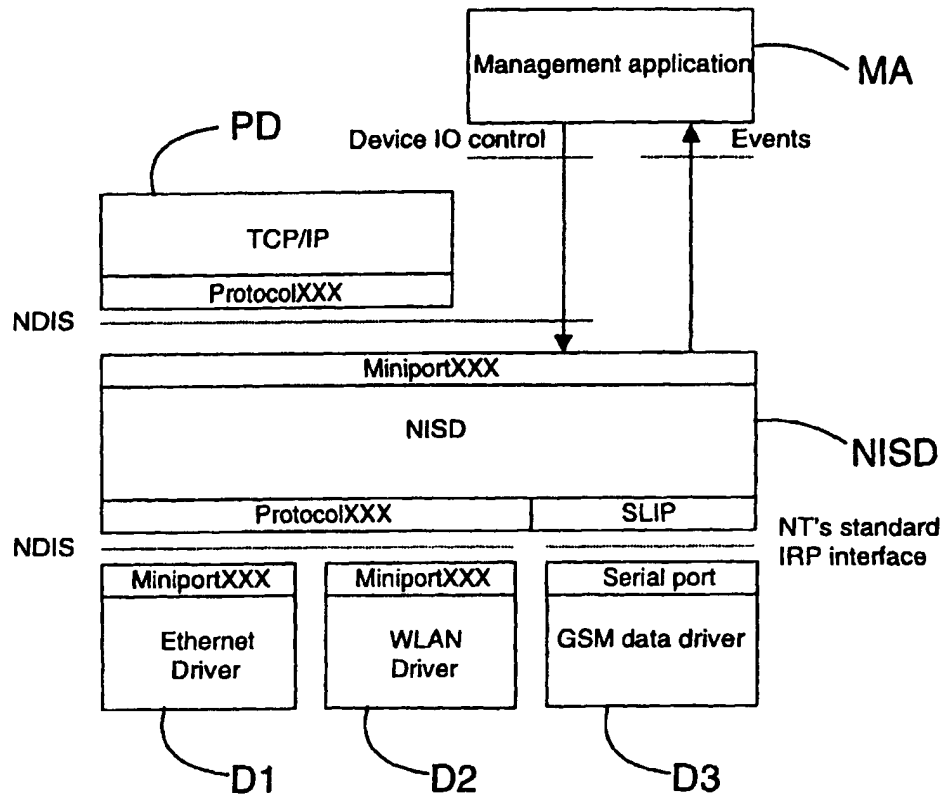 Management application
MA
PD
Device IO control
Events
TCP/IP
ProtocolXXX
NDIS
MiniportXXX
NISD
NISD
ProtocolXXX
SLIP
NDIS
NT's standard
IRP interface
MiniportXXX
MiniportXXX
Serial port
Ethernet
Driver
WLAN
Driver
GSM data driver
D1
D2
D3